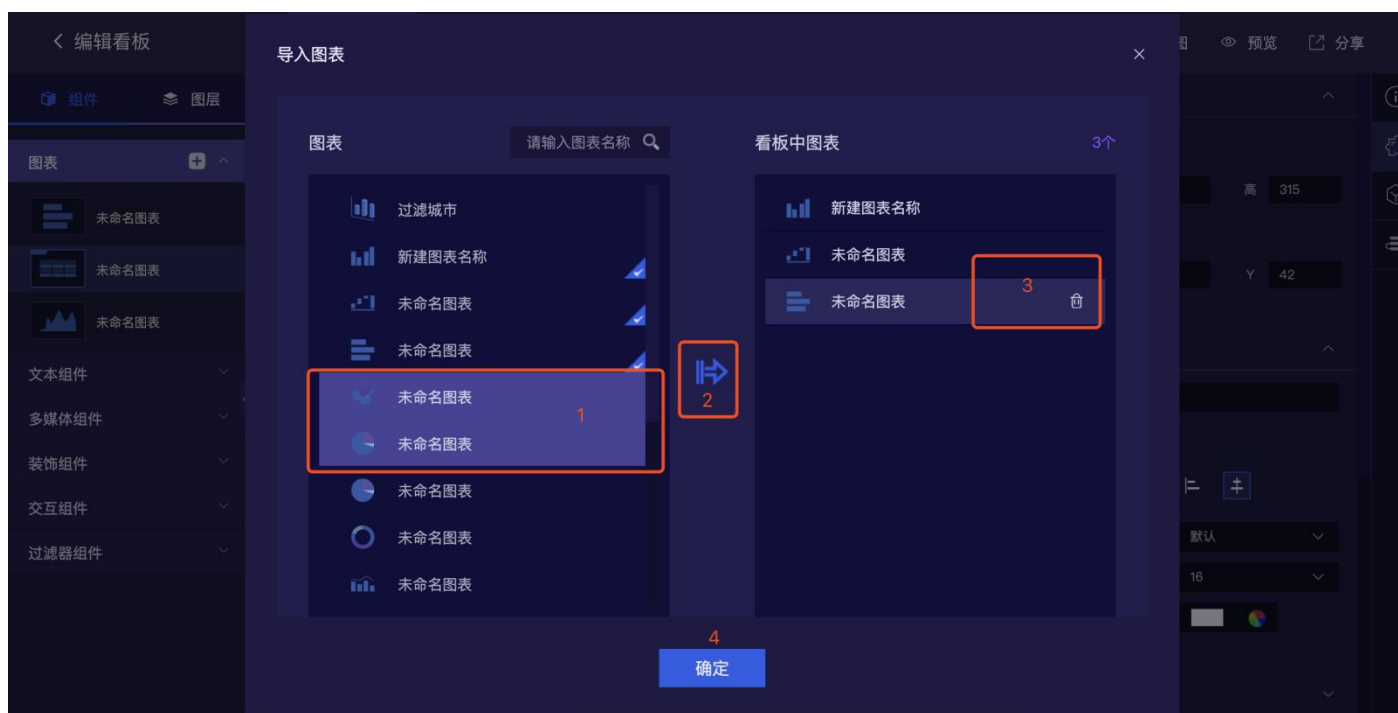 编辑看板
导入图表
图
预览
分享
组件
图层
图表
请输入图表名称
看板中图表
3个
图表
未命名图表
未命名图表
未命名图表
文本组件
多媒体组件
装饰组件
交互组件
过滤器组件
过滤城市
新建图表名称
未命名图表
未命名图表
未命名图表
1
未命名图表
未命名图表
未命名图表
未命名图表
2
新建图表名称
未命名图表
未命名图表
3
4
确定
高 315
Y 42
默认
16